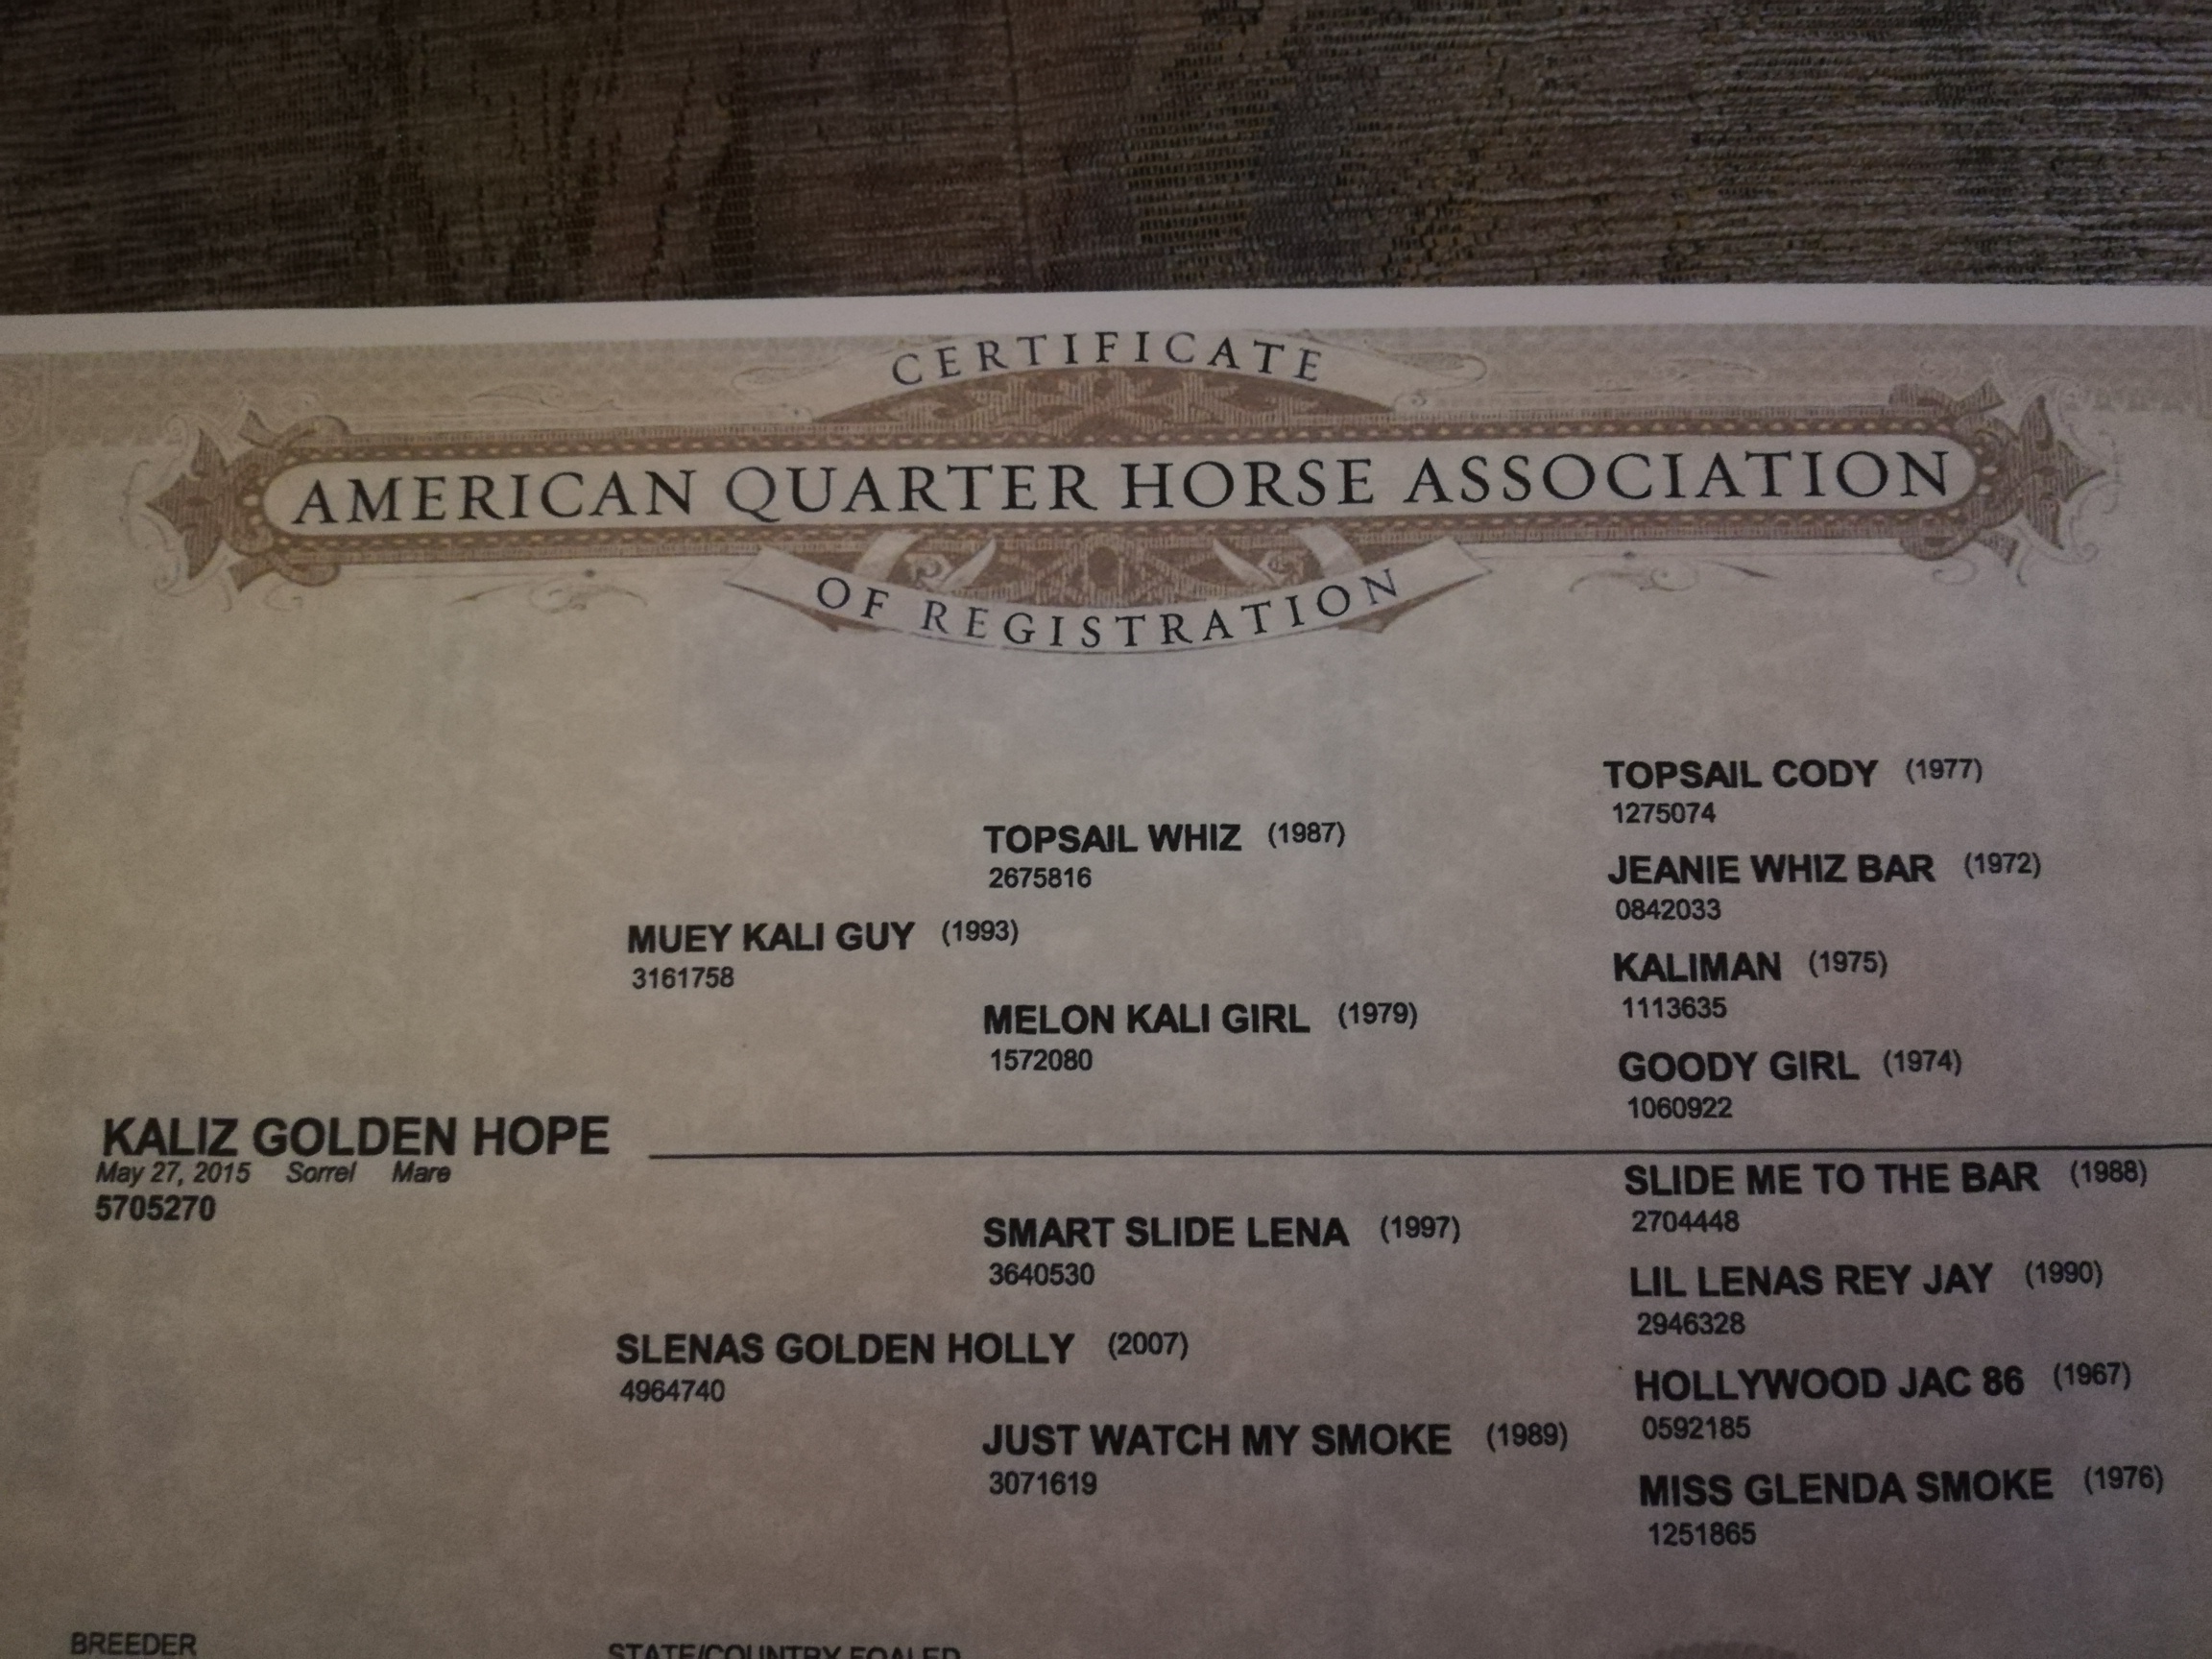 CERTIFICATE
AMERICAN QUARTER HORSE ASSOCIATION
OF REGISTRATION
TOPSAIL CODY (1977)
1275074
TOPSAIL WHIZ (1987)
2675816
JEANIE WHIZ BAR (1972)
0842033
MUEY KALI GUY (1993)
3161758
KALIMAN (1975)
1113635
MELON KALI GIRL (1979)
1572080
GOODY GIRL (1974)
1060922
KALIZ GOLDEN HOPE
May 27, 2015 Sorrel Mare
5705270
SLIDE ME TO THE BAR (1988)
2704448
SMART SLIDE LENA (1997)
3640530
LIL LENAS REY JAY (1990)
2946328
SLENAS GOLDEN HOLLY (2007)
4964740
HOLLYWOOD JAC 86 (1967)
0592185
JUST WATCH MY SMOKE (1989)
3071619
MISS GLENDA SMOKE (1976)
1251865
BREEDER
STATE/COUNTRY FOALED